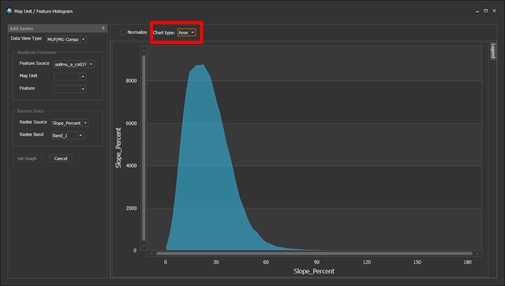 Map Unit / Feature Histogram
Add Series
Data View Type MUP/MU Compa
Normalize Chart type: Area
Legend
Analysis Features
Feature Source soilmu_a_co637
Map Unit
Feature
Raster Data
Raster Source Slope_Percent
Raster Band Band_1
Set Graph Cancel
Slope_Percent
8000
6000
4000
2000
0
0 30 60 90 120 150 180
Slope_Percent